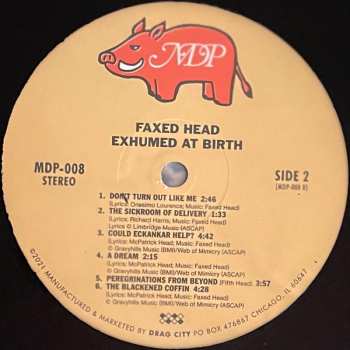 MDP
FAXED HEAD
EXHUMED AT BIRTH
MDP-008
STEREO
SIDE 2
[MDP-008 B]
1. DON'T TURN OUT LIKE ME 2:46
(Lyrics: Onesimo Lourence; Music: Faxed Head)
2. THE SICKROOM OF DELIVERY 1:33
(Lyrics: Richard Harris; Music: Faxed Head)
© Limbridge Music (ASCAP)
3. COULD ECKANKAR HELP? 4:42
(Lyrics: McPatrick Head; Music: Faxed Head)
© Gravyhills Music (BMI)/Web of Mimicry (ASCAP)
4. A DREAM 2:15
(Lyrics: McPatrick Head; Music: Faxed Head)
© Gravyhills Music (BMI)/Web of Mimicry (ASCAP)
5. PEREGRINATIONS FROM BEYOND (Fifth Head) 3:57
6. THE BLACKENED COFFIN 4:28
(Lyrics: McPatrick Head; Music: Faxed Head)
© Gravyhills Music (BMI)/Web of Mimicry (ASCAP)
©2021 MANUFACTURED & MARKETED BY DRAG CITY PO BOX 476867 CHICAGO, IL 60647